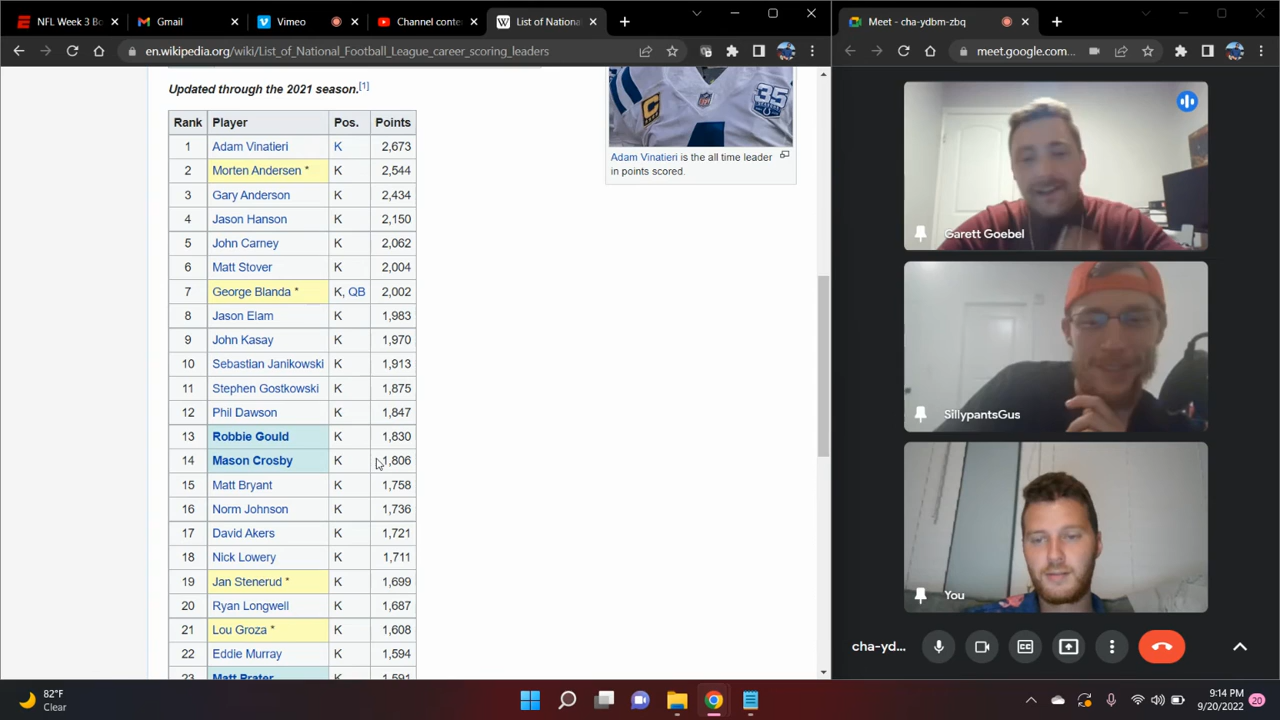 NFL Week 3 Bo
Gmail
Vimeo
Channel conte
List of Nationa
Meet - cha-ydbm-zbq
en.wikipedia.org/wiki/List_of_National_Football_League_career_scoring_leaders
meet.google.com...
Updated through the 2021 season.[1]
Rank Player Pos. Points
1 Adam Vinatieri K 2,673
2 Morten Andersen * K 2,544
3 Gary Anderson K 2,434
4 Jason Hanson K 2,150
5 John Carney K 2,062
6 Matt Stover K 2,004
7 George Blanda * K, QB 2,002
8 Jason Elam K 1,983
9 John Kasay K 1,970
10 Sebastian Janikowski K 1,913
11 Stephen Gostkowski K 1,875
12 Phil Dawson K 1,847
13 Robbie Gould K 1,830
14 Mason Crosby K 1,806
15 Matt Bryant K 1,758
16 Norm Johnson K 1,736
17 David Akers K 1,721
18 Nick Lowery K 1,711
19 Jan Stenerud * K 1,699
20 Ryan Longwell K 1,687
21 Lou Groza * K 1,608
22 Eddie Murray K 1,594
23 Matt Prater K 1,591
C
35
Adam Vinatieri is the all time leader
in points scored.
Garett Goebel
SillypantsGus
You
cha-yd...
82°F
Clear
9:14 PM
9/20/2022
20